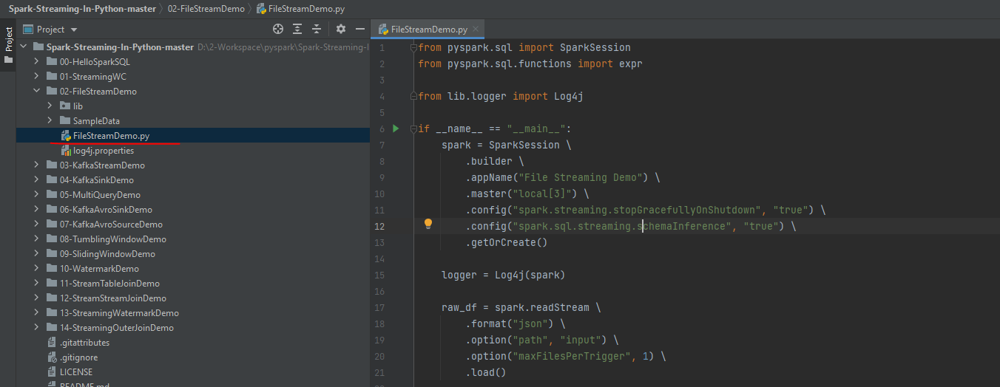 Spark-Streaming-In-Python-master 02-FileStreamDemo FileStreamDemo.py
Project
Project
Spark-Streaming-In-Python-master D:\2-Workspace\pyspark\Spark-Streaming-I
00-HelloSparkSQL
01-StreamingWC
02-FileStreamDemo
lib
SampleData
FileStreamDemo.py
log4j.properties
03-KafkaStreamDemo
04-KafkaSinkDemo
05-MultiQueryDemo
06-KafkaAvroSinkDemo
07-KafkaAvroSourceDemo
08-TumblingWindowDemo
09-SlidingWindowDemo
10-WatermarkDemo
11-StreamTableJoinDemo
12-StreamStreamJoinDemo
13-StreamingWatermarkDemo
14-StreamingOuterJoinDemo
.gitattributes
.gitignore
LICENSE
README.md
FileStreamDemo.py
1 from pyspark.sql import SparkSession
2 from pyspark.sql.functions import expr
3
4 from lib.logger import Log4j
5
6 if __name__ == "__main__":
7 spark = SparkSession \
8 .builder \
9 .appName("File Streaming Demo") \
10 .master("local[3]") \
11 .config("spark.streaming.stopGracefullyOnShutdown", "true") \
12 .config("spark.sql.streaming.schemaInference", "true") \
13 .getOrCreate()
14
15 logger = Log4j(spark)
16
17 raw_df = spark.readStream \
18 .format("json") \
19 .option("path", "input") \
20 .option("maxFilesPerTrigger", 1) \
21 .load()